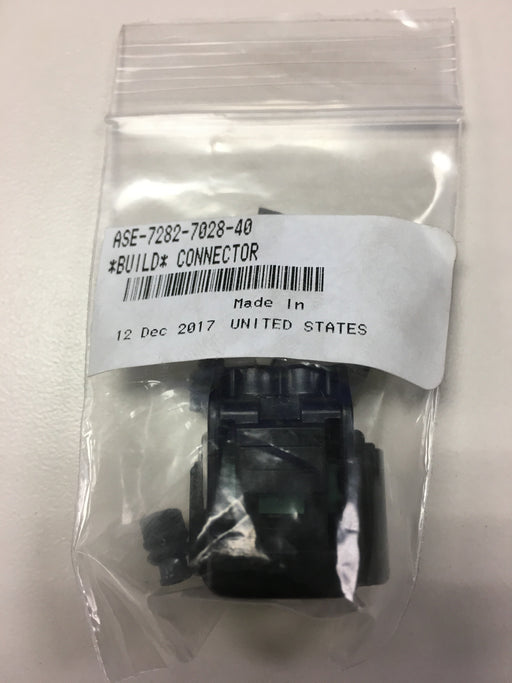 ASE-7282-7028-40
*BUILD* CONNECTOR
Made In
12 Dec 2017 UNITED STATES